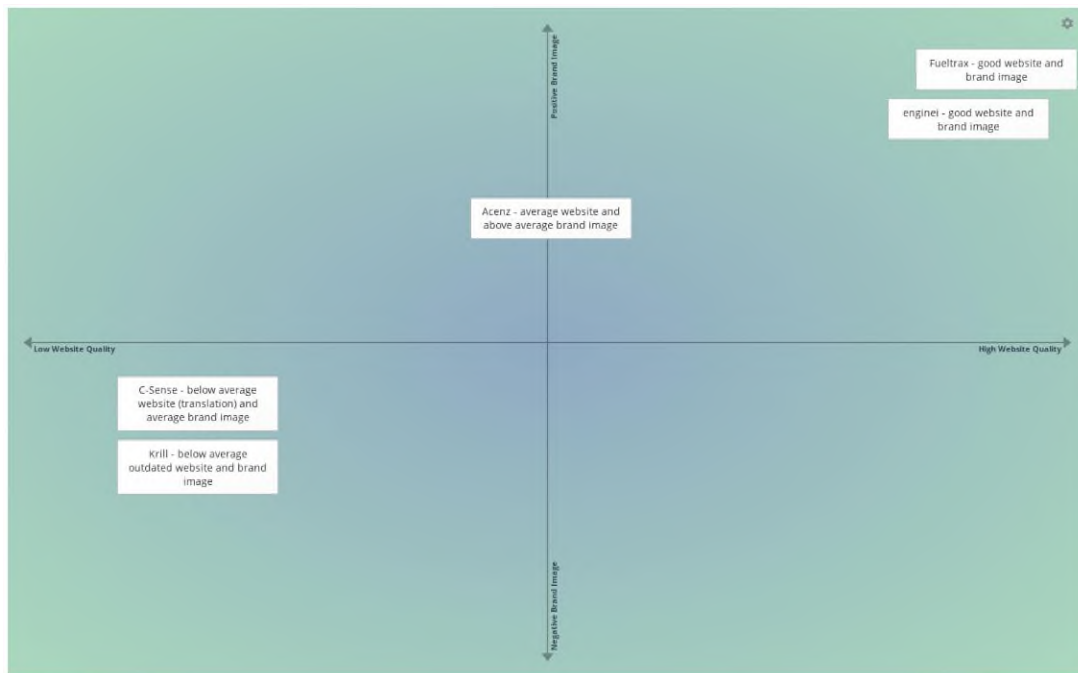 Positive Brand Image
Fueltrax - good website and
brand image
enginei - good website and
brand image
Acenz - average website and
above average brand image
Low Website Quality
High Website Quality
C-Sense - below average
website (translation) and
average brand image
Krill - below average
outdated website and brand
image
Negative Brand Image